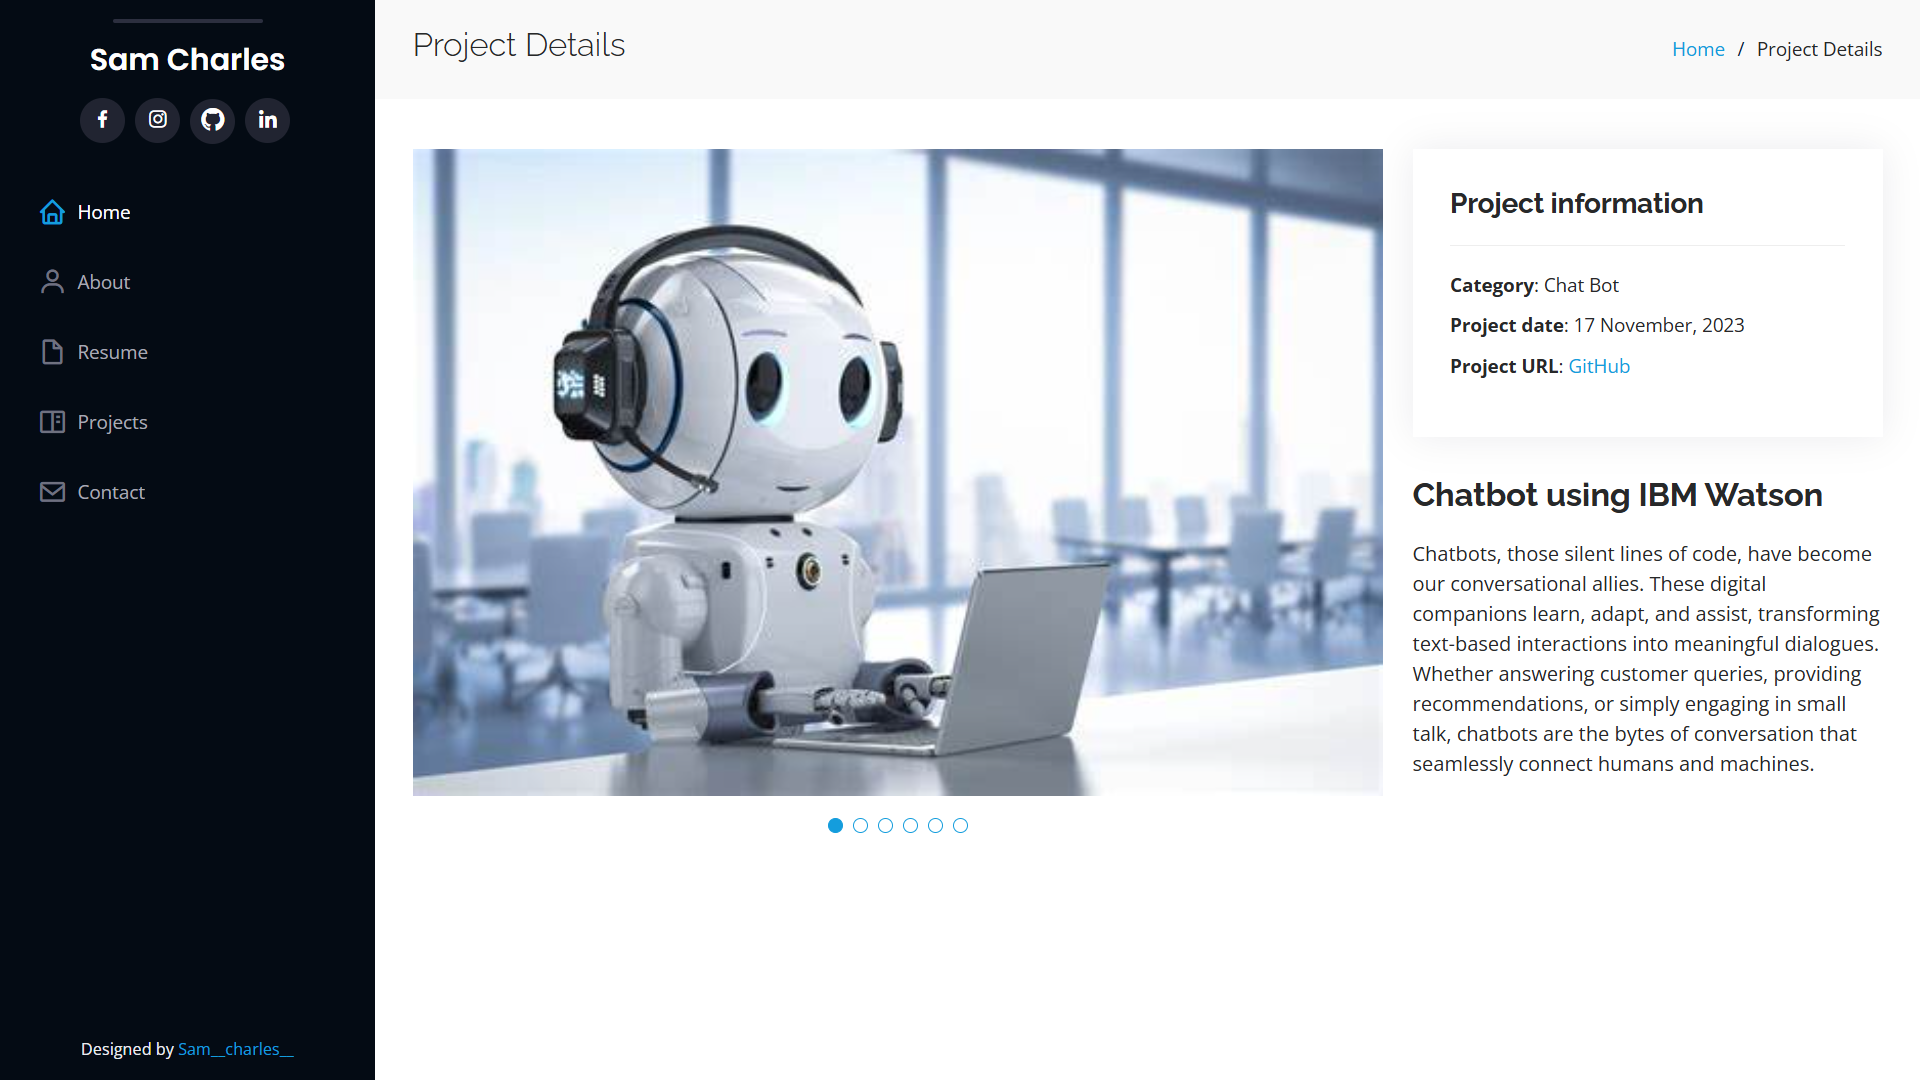 Sam Charles
Home
About
Resume
Projects
Contact
Designed by Sam__charles__
Project Details
Home / Project Details
Project information
Category: Chat Bot
Project date: 17 November, 2023
Project URL: GitHub
Chatbot using IBM Watson
Chatbots, those silent lines of code, have become
our conversational allies. These digital
companions learn, adapt, and assist, transforming
text-based interactions into meaningful dialogues.
Whether answering customer queries, providing
recommendations, or simply engaging in small
talk, chatbots are the bytes of conversation that
seamlessly connect humans and machines.